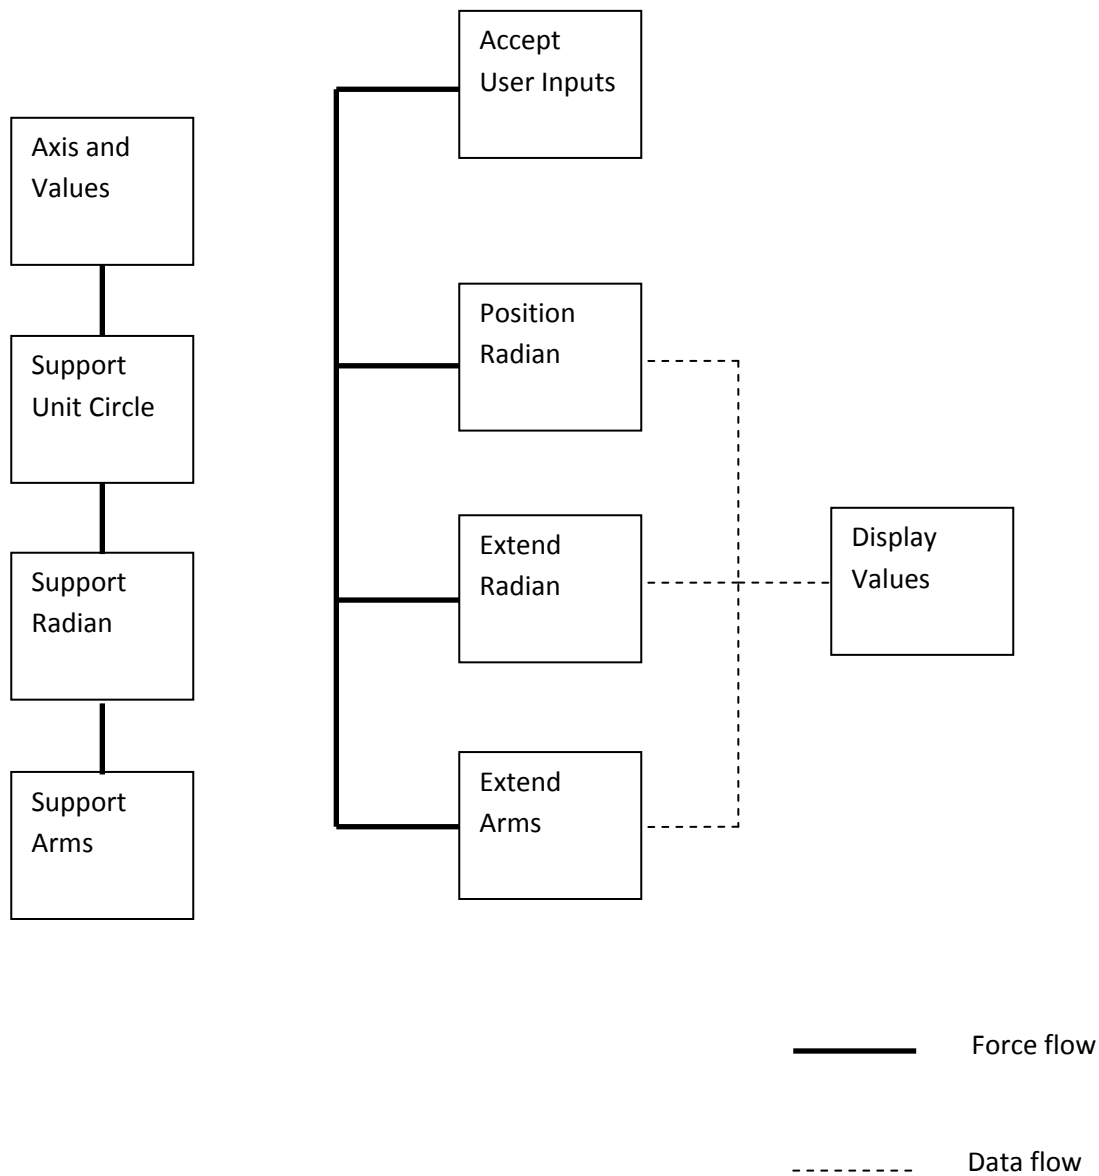 Accept
User Inputs
Axis and
Values
Position
Radian
Support
Unit Circle
Extend
Radian
Display
Values
Support
Radian
Extend
Arms
Support
Arms
Force flow
Data flow